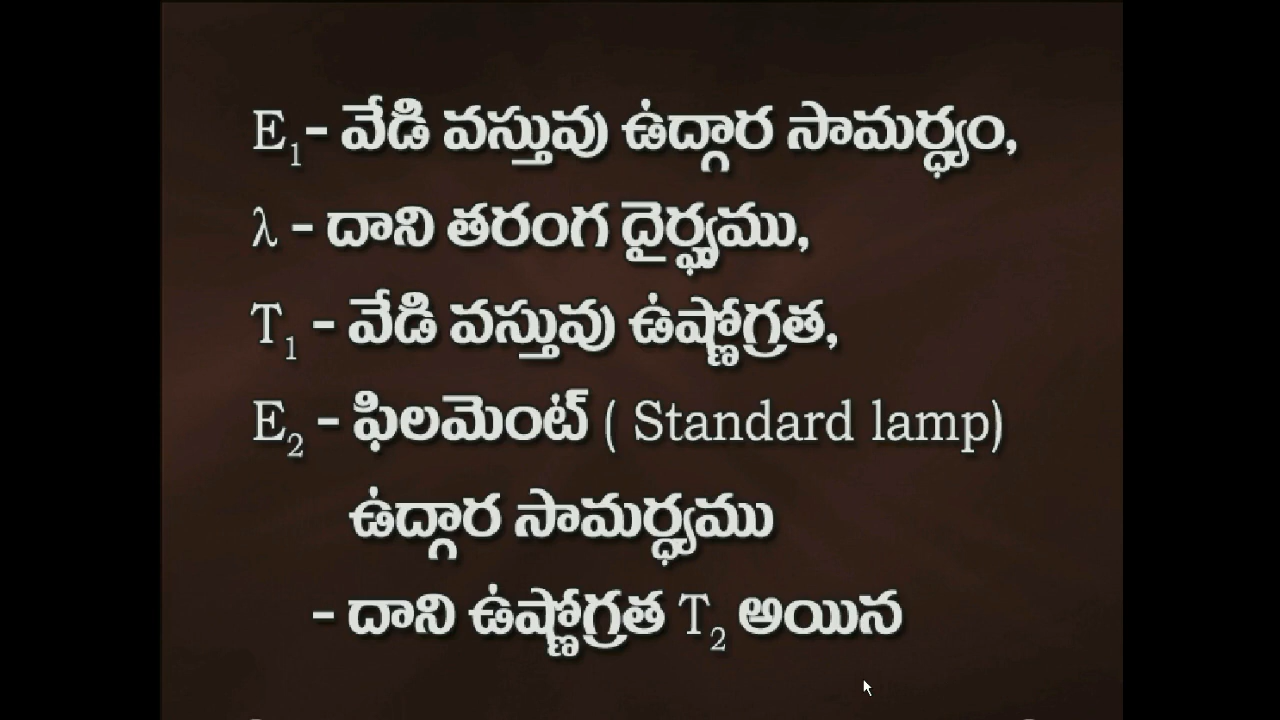 E₁ - వేడి వస్తువు ఉద్గార సామర్థ్యం,
λ - దాని తరంగ దైర్ఘ్యము,
T₁ - వేడి వస్తువు ఉష్ణోగ్రత,
E₂ - ఫిలమెంట్ ( Standard lamp)
ఉద్గార సామర్ధ్యము
- దాని ఉష్ణోగ్రత T₂ అయిన